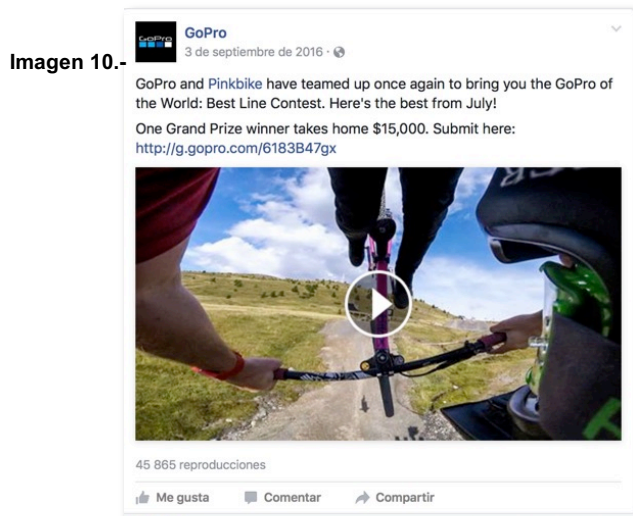 Imagen 10.-
GoPro
GoPro
3 de septiembre de 2016 ·
GoPro and Pinkbike have teamed up once again to bring you the GoPro of
the World: Best Line Contest. Here's the best from July!
One Grand Prize winner takes home $15,000. Submit here:
http://g.gopro.com/6183B47gx
45 865 reproducciones
Me gusta Comentar Compartir